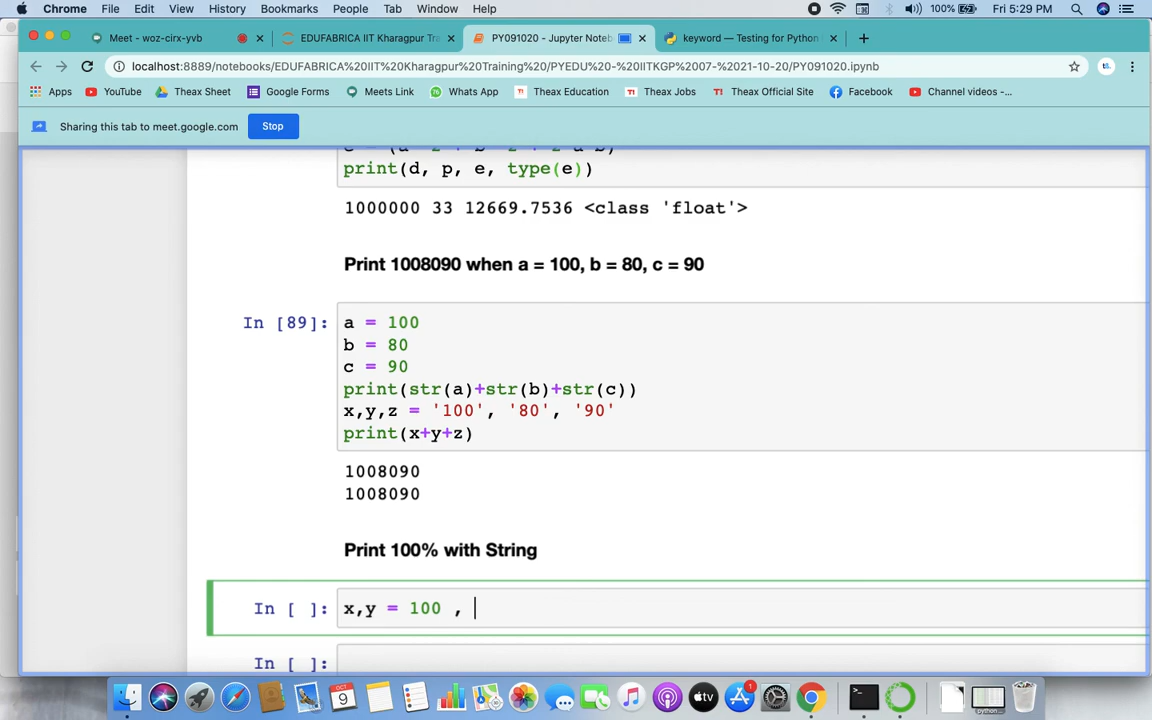 Chrome File Edit View History Bookmarks People Tab Window Help 100% Fri 5:29 PM
Meet - woz-cirx-yvb EDUFABRICA IIT Kharagpur Tra PY091020 - Jupyter Noteb keyword — Testing for Python
localhost:8889/notebooks/EDUFABRICA%20IIT%20Kharagpur%20Training%20/PYEDU%20-%20IITKGP%2007-%2021-10-20/PY091020.ipynb
Apps YouTube Theax Sheet Google Forms Meets Link Whats App Theax Education Theax Jobs Theax Official Site Facebook Channel videos -...
Sharing this tab to meet.google.com Stop
print(d, p, e, type(e))
1000000 33 12669.7536 <class 'float'>
Print 1008090 when a = 100, b = 80, c = 90
In [89]: a = 100
b = 80
c = 90
print(str(a)+str(b)+str(c))
x,y,z = '100', '80', '90'
print(x+y+z)
1008090
1008090
Print 100% with String
In [ ]: x,y = 100 ,
In [ ]:
OCT
9
tv
1